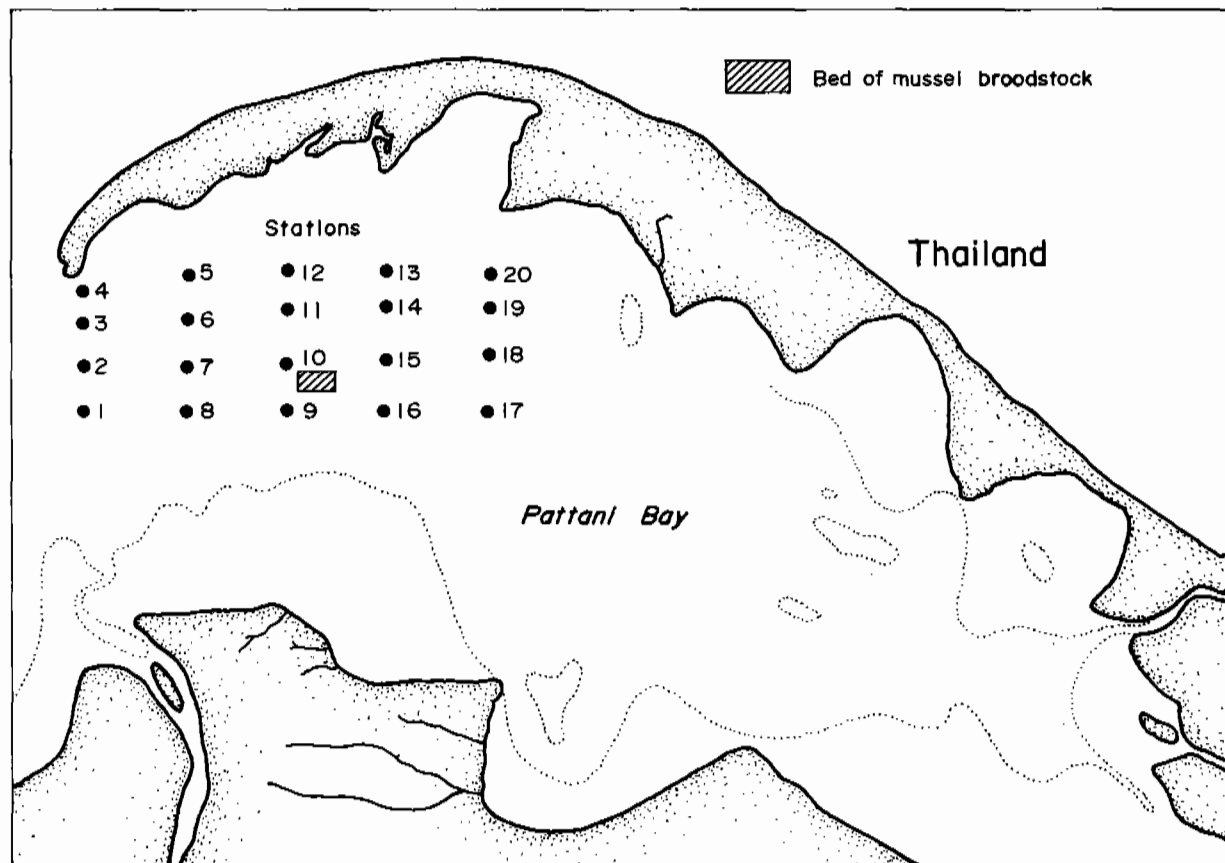 Bed of mussel broodstock
Stations
Thailand
5 12 13 20
4
3 6 11 14 19
2 7 10 15 18
1 8 9 16 17
Pattani Bay